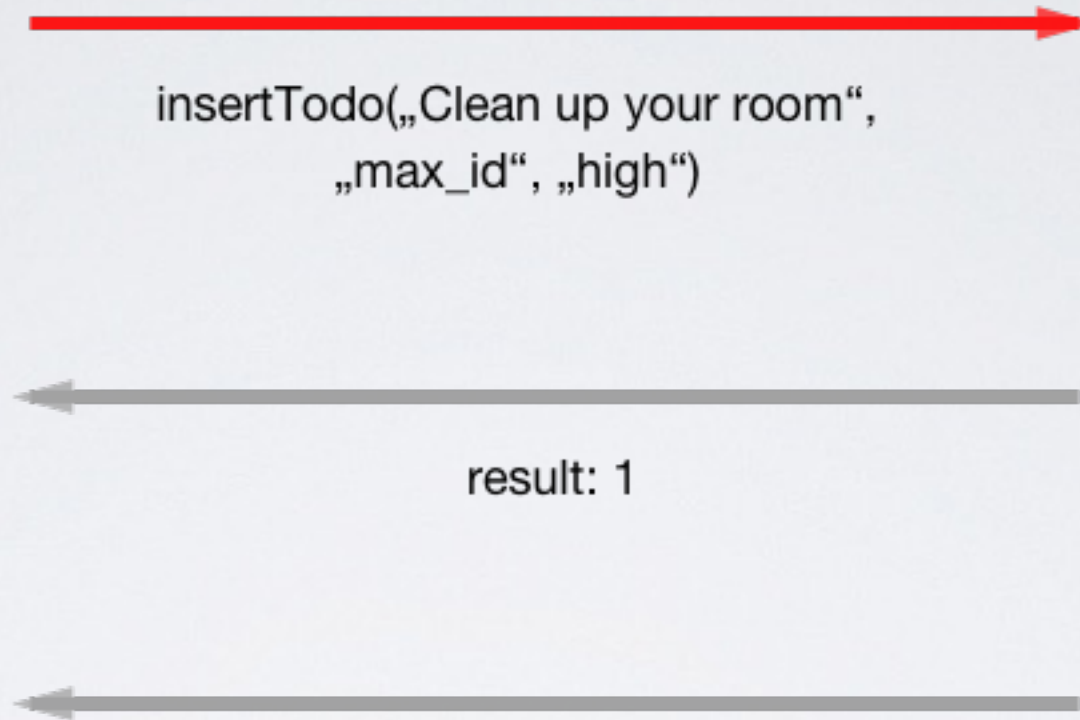 insertTodo(„Clean up your room“,
„max_id“, „high“)
result: 1